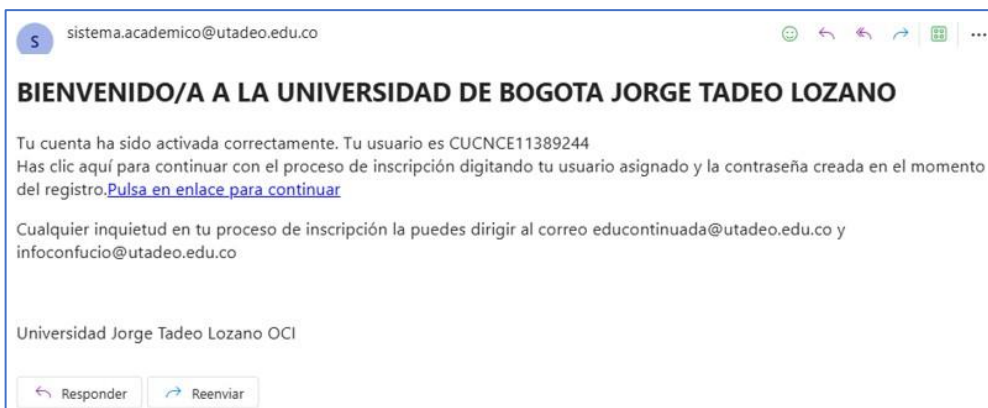 S
sistema.academico@utadeo.edu.co
BIENVENIDO/A A LA UNIVERSIDAD DE BOGOTA JORGE TADEO LOZANO
Tu cuenta ha sido activada correctamente. Tu usuario es CUCNCE11389244
Has clic aquí para continuar con el proceso de inscripción digitando tu usuario asignado y la contraseña creada en el momento
del registro.Pulsa en enlace para continuar
Cualquier inquietud en tu proceso de inscripción la puedes dirigir al correo educontinuada@utadeo.edu.co y
infoconfucio@utadeo.edu.co
Universidad Jorge Tadeo Lozano OCI
Responder
Reenviar